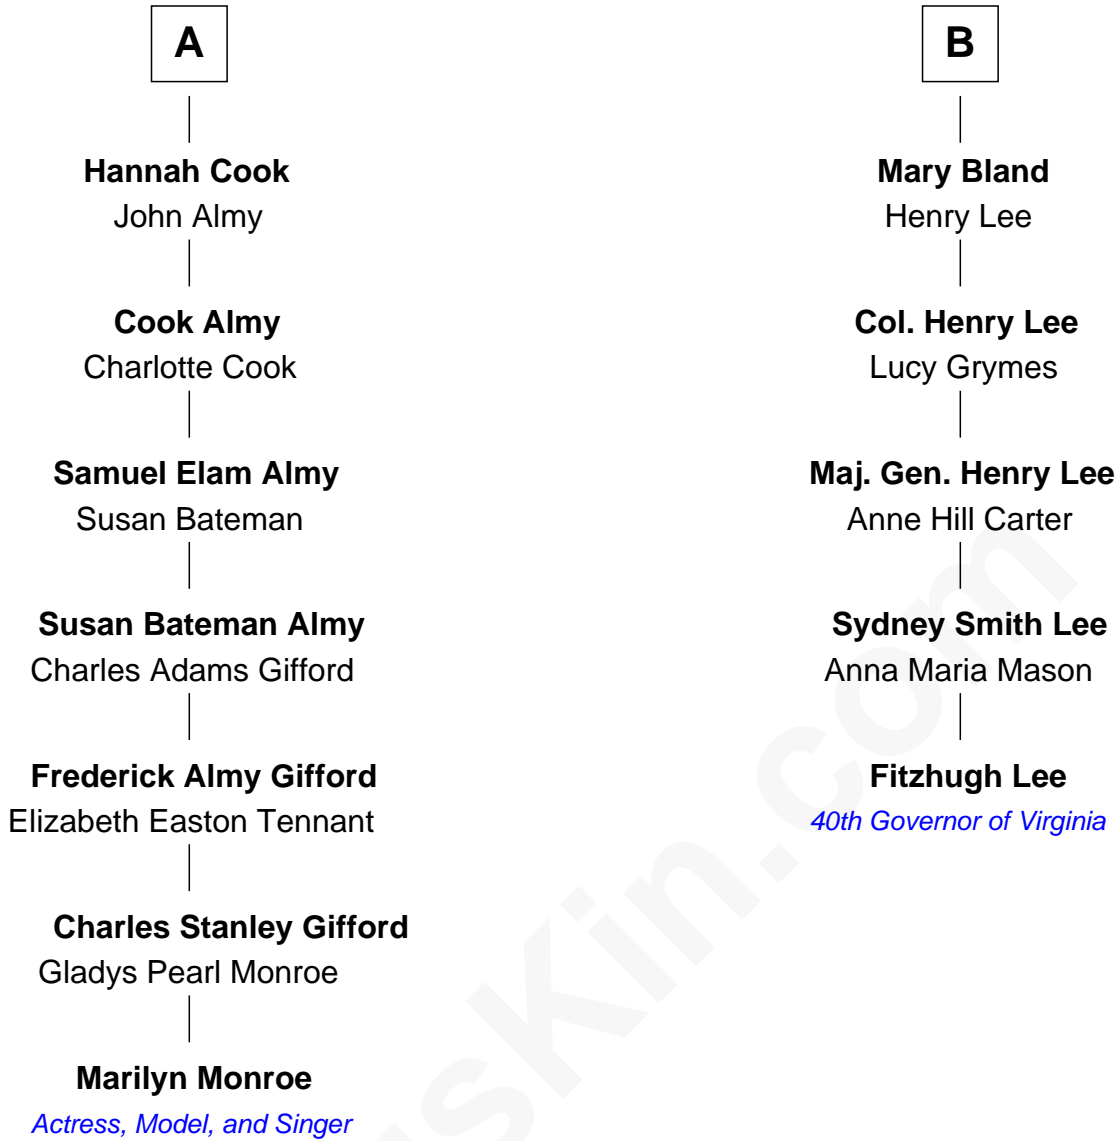 A
Hannah Cook
John Almy
Cook Almy
Charlotte Cook
Samuel Elam Almy
Susan Bateman
Susan Bateman Almy
Charles Adams Gifford
Frederick Almy Gifford
Elizabeth Easton Tennant
Charles Stanley Gifford
Gladys Pearl Monroe
Marilyn Monroe
Actress, Model, and Singer
B
Mary Bland
Henry Lee
Col. Henry Lee
Lucy Grymes
Maj. Gen. Henry Lee
Anne Hill Carter
Sydney Smith Lee
Anna Maria Mason
Fitzhugh Lee
40th Governor of Virginia